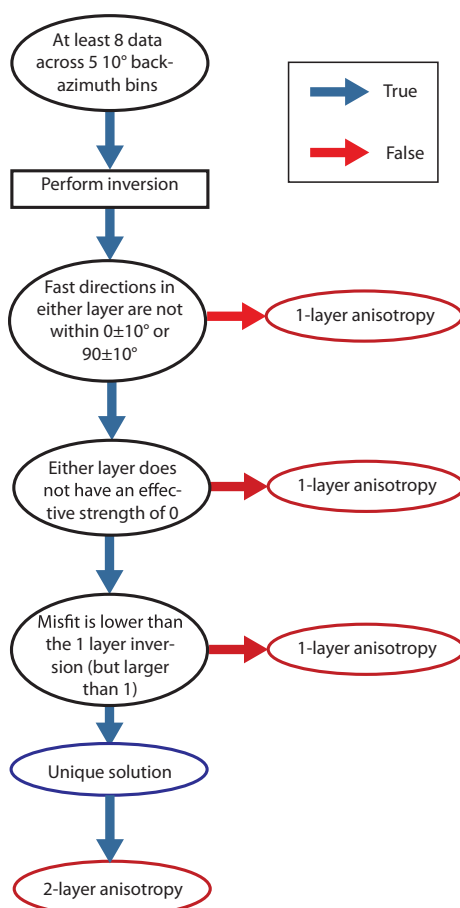 At least 8 data
across 5 10° back-
azimuth bins
True
False
Perform inversion
Fast directions in
either layer are not
within 0±10° or
90±10°
1-layer anisotropy
Either layer does
not have an effec-
tive strength of 0
1-layer anisotropy
Misfit is lower than
the 1 layer inver-
sion (but larger
than 1)
1-layer anisotropy
Unique solution
2-layer anisotropy